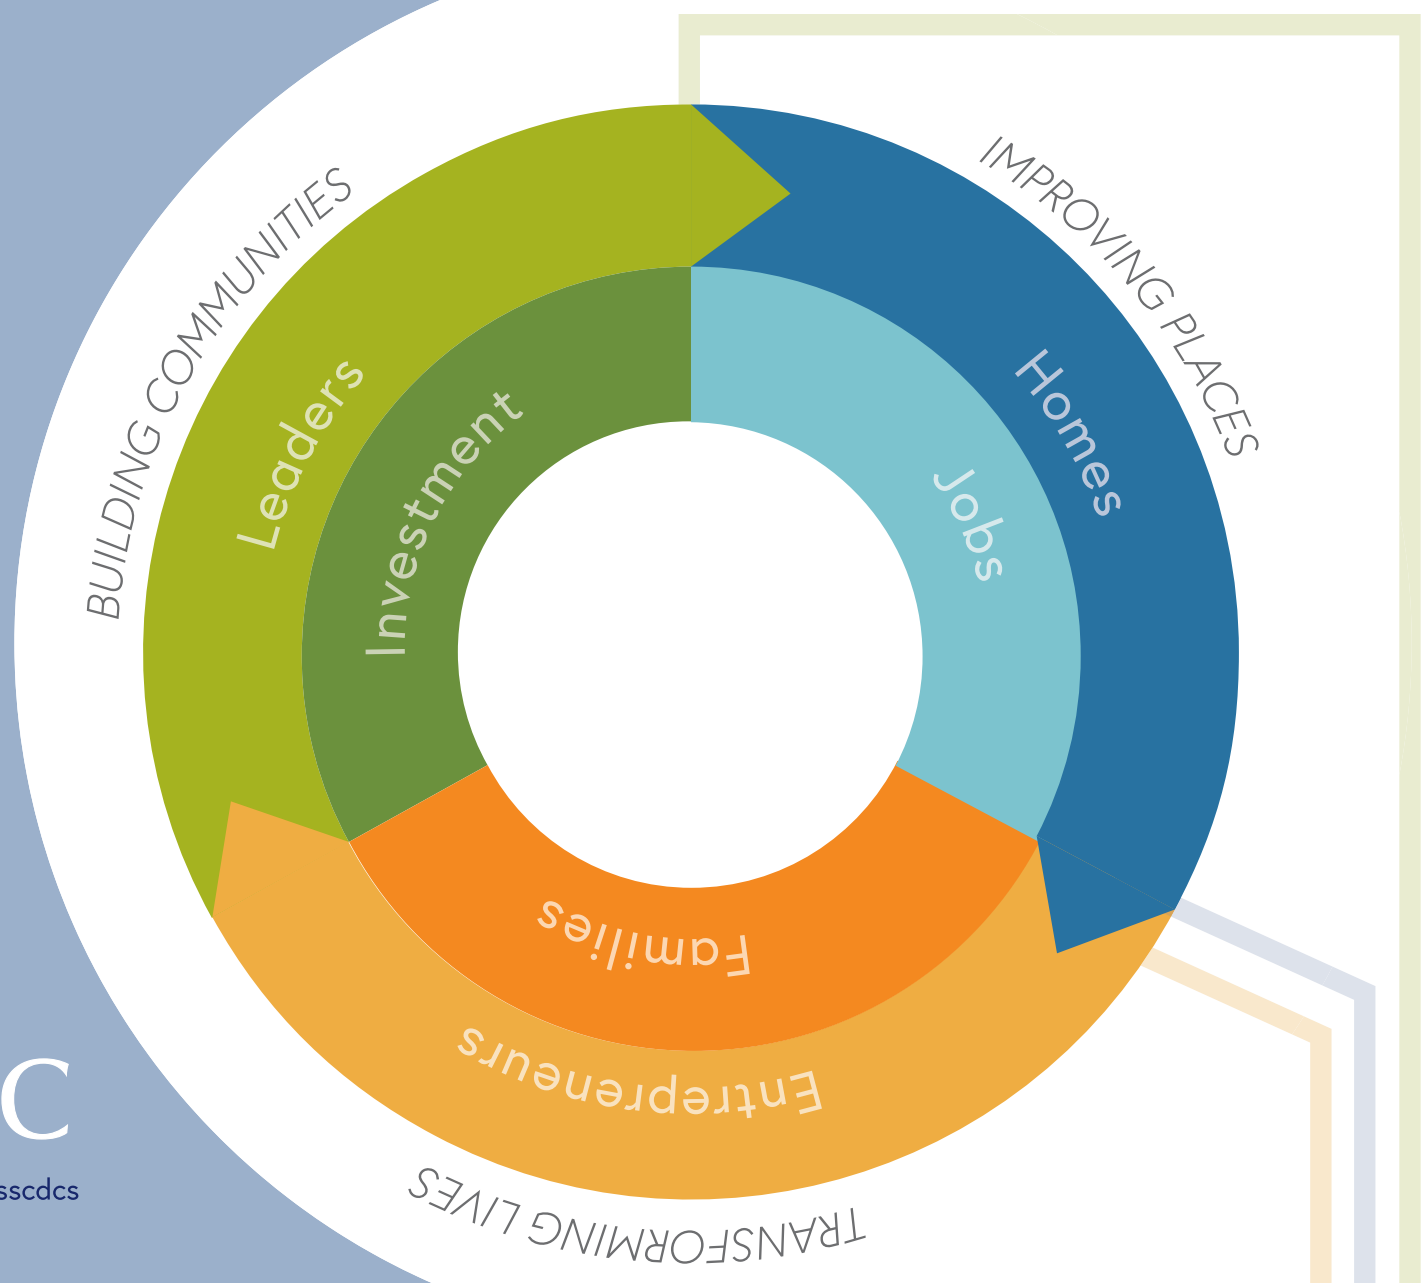 BUILDING COMMUNITIES
IMPROVING PLACES
Leaders
Homes
Investment
Jobs
Families
Entrepreneurs
TRANSFORMING LIVES
C
sscdcs